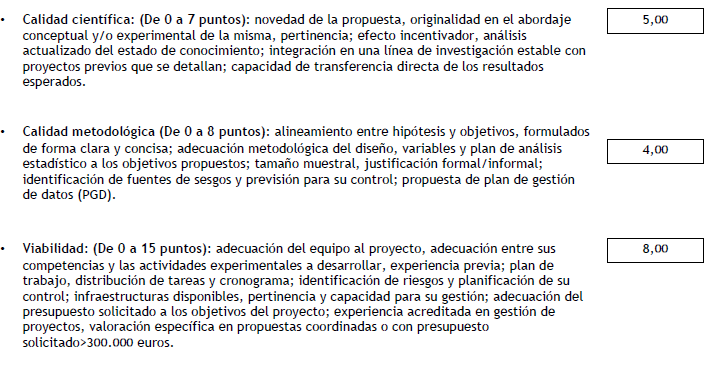 • Calidad científica: (De 0 a 7 puntos): novedad de la propuesta, originalidad en el abordaje
conceptual y/o experimental de la misma, pertinencia; efecto incentivador, análisis
actualizado del estado de conocimiento; integración en una línea de investigación estable con
proyectos previos que se detallan; capacidad de transferencia directa de los resultados
esperados.
5,00
• Calidad metodológica (De 0 a 8 puntos): alineamiento entre hipótesis y objetivos, formulados
de forma clara y concisa; adecuación metodológica del diseño, variables y plan de análisis
estadístico a los objetivos propuestos; tamaño muestral, justificación formal/informal;
identificación de fuentes de sesgos y previsión para su control; propuesta de plan de gestión
de datos (PGD).
4,00
• Viabilidad: (De 0 a 15 puntos): adecuación del equipo al proyecto, adecuación entre sus
competencias y las actividades experimentales a desarrollar, experiencia previa; plan de
trabajo, distribución de tareas y cronograma; identificación de riesgos y planificación de su
control; infraestructuras disponibles, pertinencia y capacidad para su gestión; adecuación del
presupuesto solicitado a los objetivos del proyecto; experiencia acreditada en gestión de
proyectos, valoración específica en propuestas coordinadas o con presupuesto
solicitado>300.000 euros.
8,00